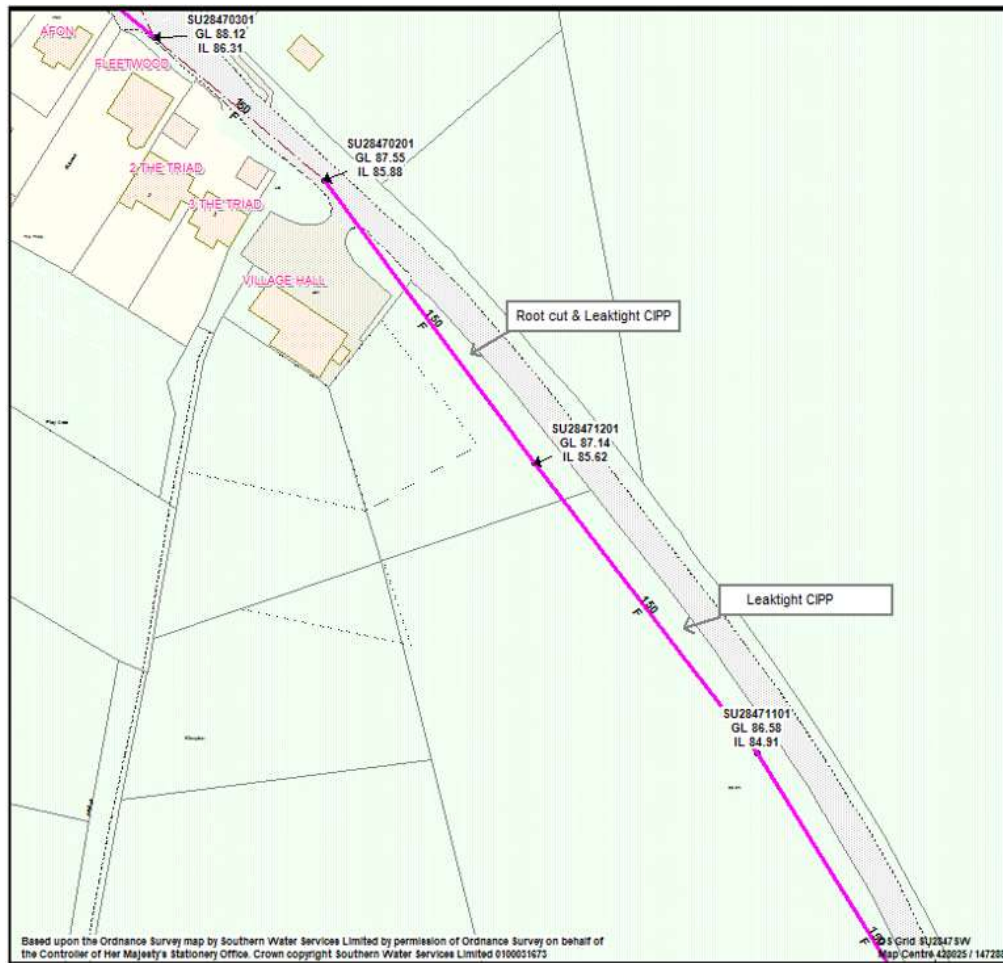 SU28470301
GL 88.12
IL 86.31
AFON
FLEETWOOD
150
F
SU28470201
GL 87.55
IL 85.88
2 THE TRIAD
3 THE TRIAD
VILLAGE HALL
150
F
Root cut & Leaktight CIPP
SU28471201
GL 87.14
IL 85.62
Leaktight CIPP
150
F
SU28471101
GL 86.58
IL 84.91
150
F
Based upon the Ordnance Survey map by Southern Water Services Limited by permission of Ordnance Survey on behalf of
the Controller of Her Majesty's Stationery Office. Crown copyright Southern Water Services Limited 0100031673
OS Grid SU2847SW
Map Centre 428025 /